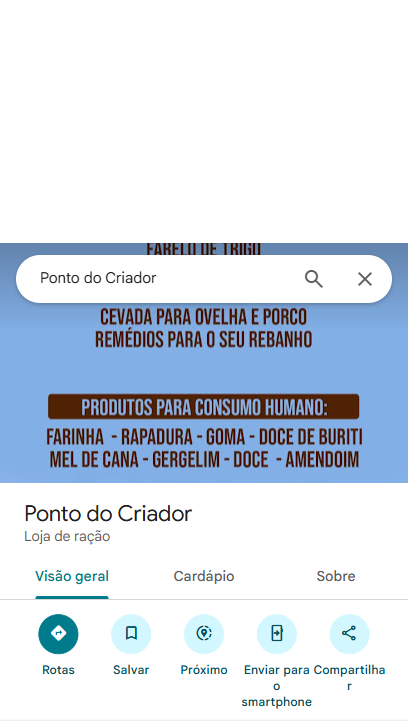 FARELO DE TRIGO
Ponto do Criador
CEVADA PARA OVELHA E PORCO
REMÉDIOS PARA O SEU REBANHO
PRODUTOS PARA CONSUMO HUMANO:
FARINHA - RAPADURA - GOMA - DOCE DE BURITI
MEL DE CANA - GERGELIM - DOCE - AMENDOIM
Ponto do Criador
Loja de ração
Visão geral Cardápio Sobre
Rotas Salvar Próximo Enviar para o smartphone Compartilhar